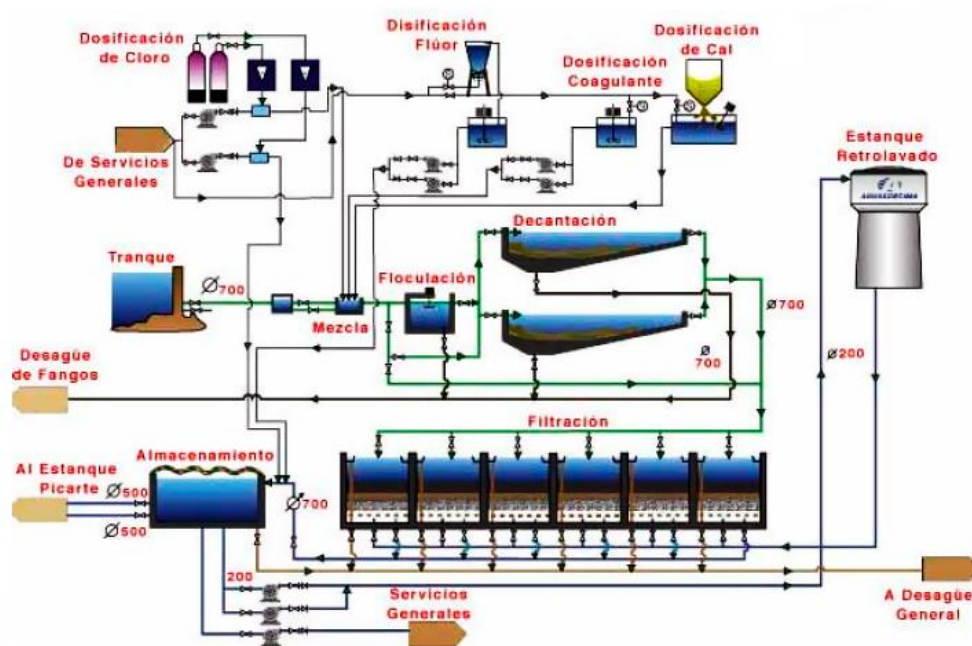 Dosificación
de Cloro
Disificación
Flúor
Dosificación
Coagulante
Dosificación
de Cal
De Servicios
Generales
Estanque
Retrolavado
AGUASDECIMA
Tranque
Ø700
Mezcla
Floculación
Decantación
Ø700
Ø
700
Ø200
Desagüe
de Fangos
Filtración
Al Estanque
Picarte
Almacenamiento
Ø500
Ø500
Ø700
200
Servicios
Generales
A Desagüe
General